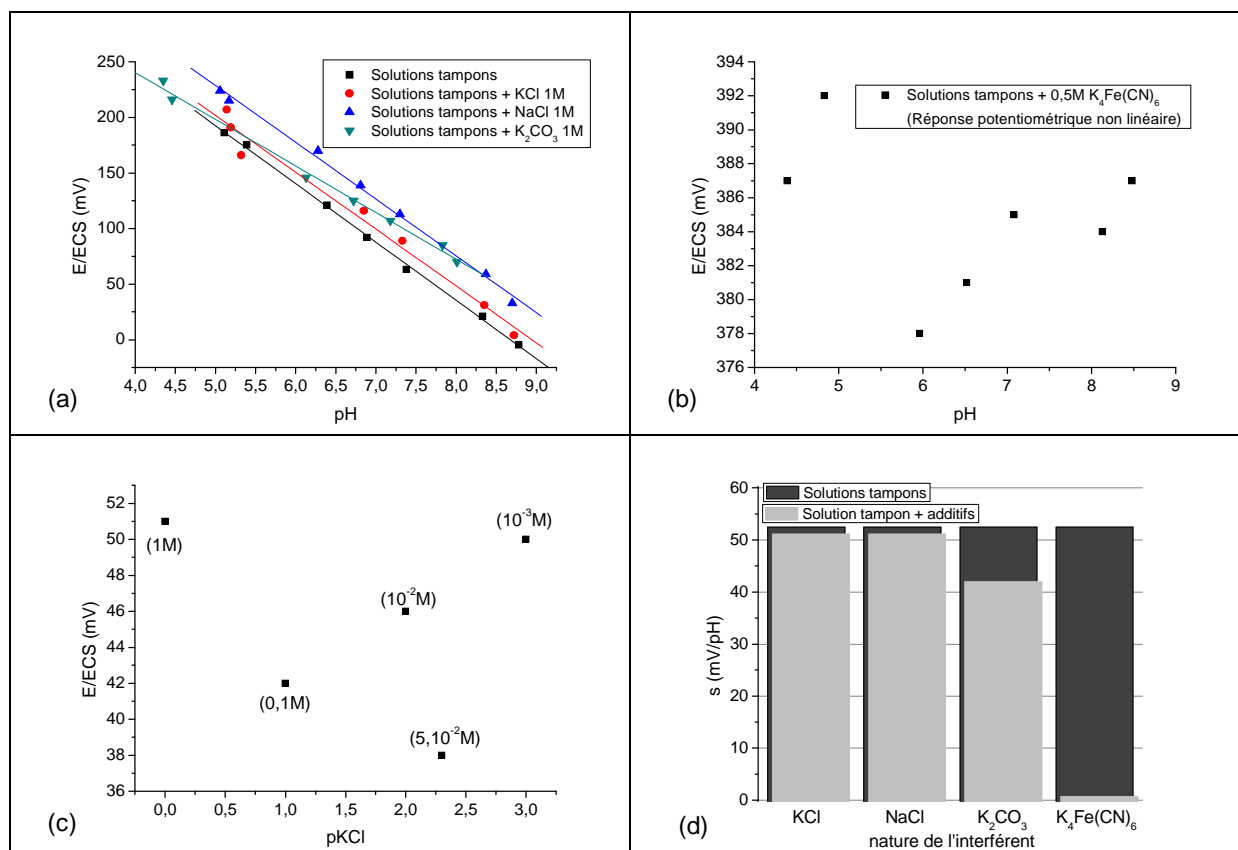 250
200
150
100
50
0
E/ECS (mV)
Solutions tampons
Solutions tampons + KCl 1M
Solutions tampons + NaCl 1M
Solutions tampons + K₂CO₃ 1M
4,0 4,5 5,0 5,5 6,0 6,5 7,0 7,5 8,0 8,5 9,0
pH
(a)
394
392
390
388
386
384
382
380
378
376
E/ECS (mV)
Solutions tampons + 0,5M K₄Fe(CN)₆
(Réponse potentiométrique non linéaire)
4 5 6 7 8 9
pH
(b)
52
50
48
46
44
42
40
38
36
E/ECS (mV)
(1M)
(0,1M)
(10⁻²M)
(5,10⁻²M)
(10⁻³M)
0,0 0,5 1,0 1,5 2,0 2,5 3,0
pKCl
(c)
60
50
40
30
20
10
0
s (mV/pH)
Solutions tampons
Solution tampon + additifs
KCl NaCl K₂CO₃ K₄Fe(CN)₆
nature de l'interférent
(d)